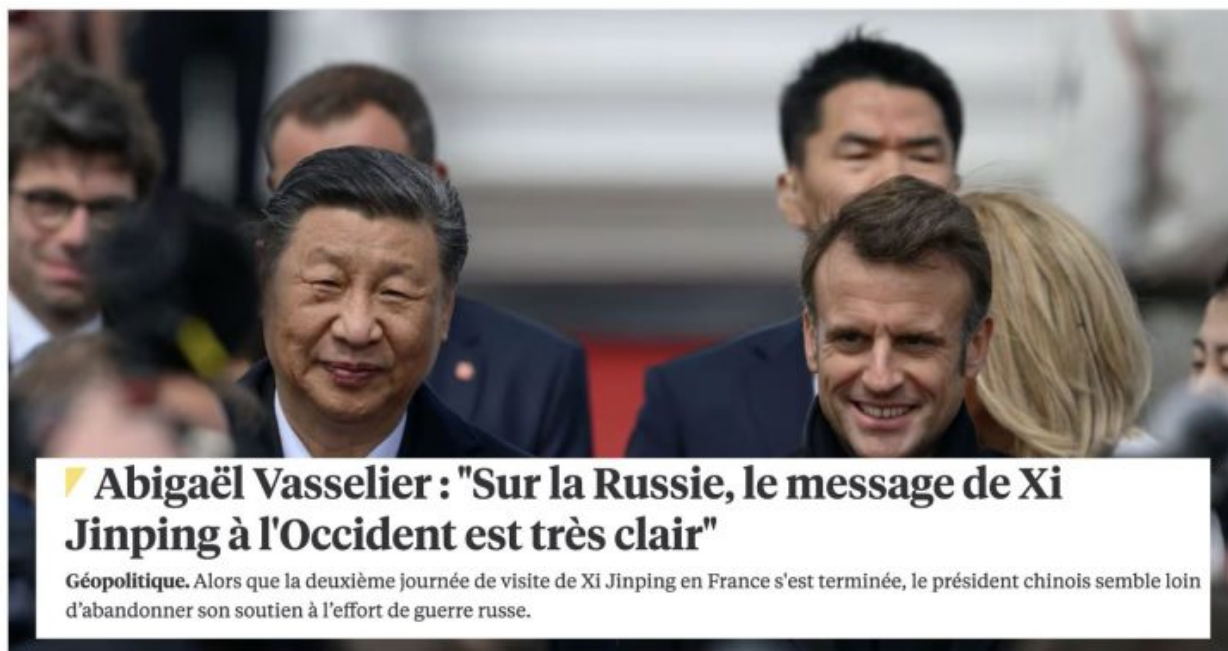 Abigaël Vasselier : "Sur la Russie, le message de Xi
Jinping à l'Occident est très clair"
Géopolitique. Alors que la deuxième journée de visite de Xi Jinping en France s'est terminée, le président chinois semble loin
d’abandonner son soutien à l’effort de guerre russe.